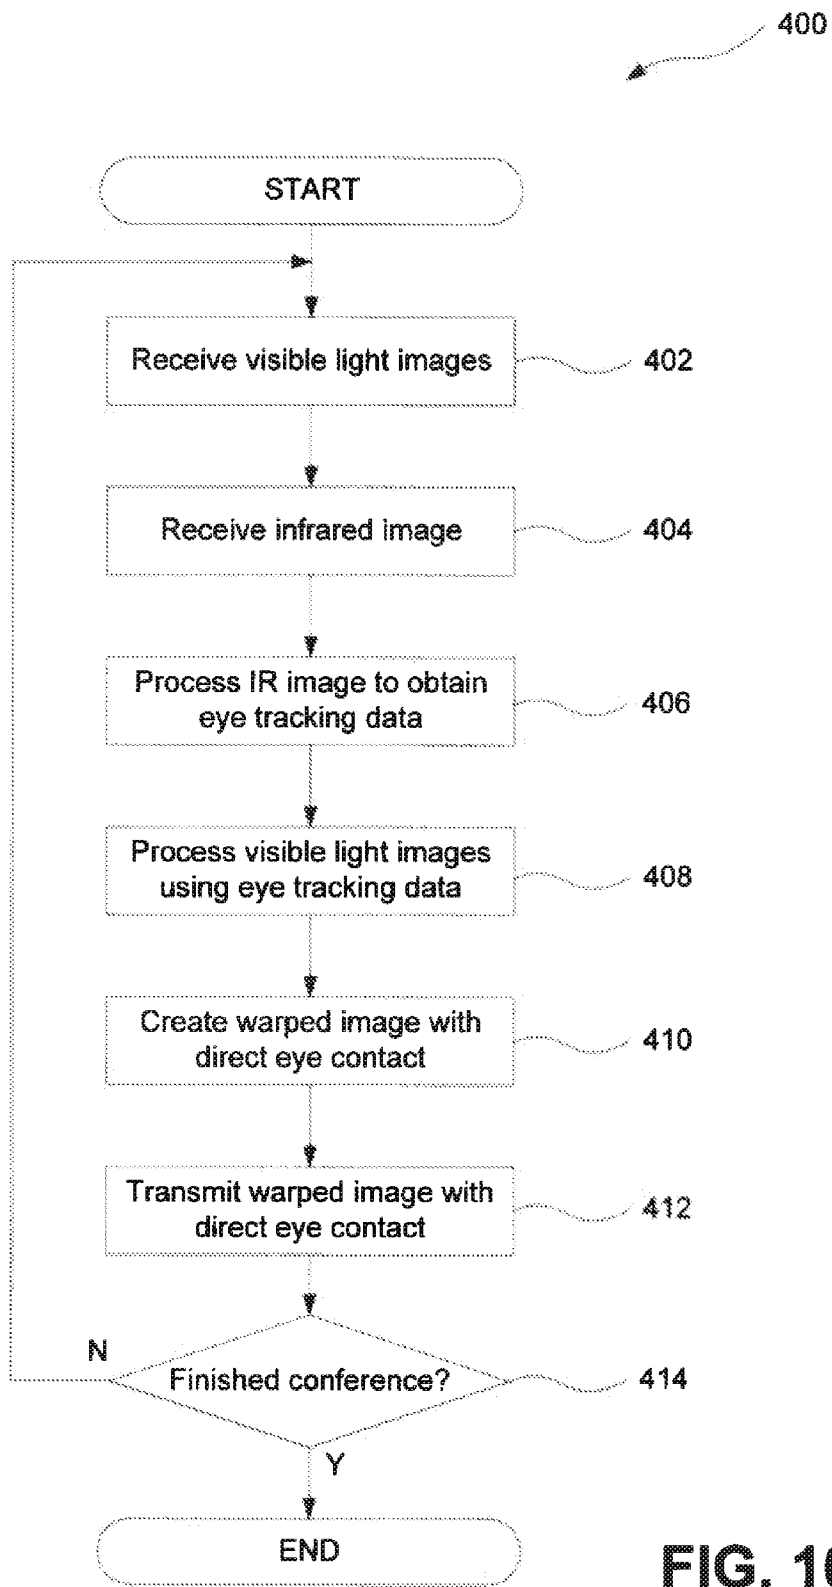 400
START
Receive visible light images
402
Receive infrared image
404
Process IR image to obtain
eye tracking data
406
Process visible light images
using eye tracking data
408
Create warped image with
direct eye contact
410
Transmit warped image with
direct eye contact
412
Finished conference?
414
N
Y
END
FIG.